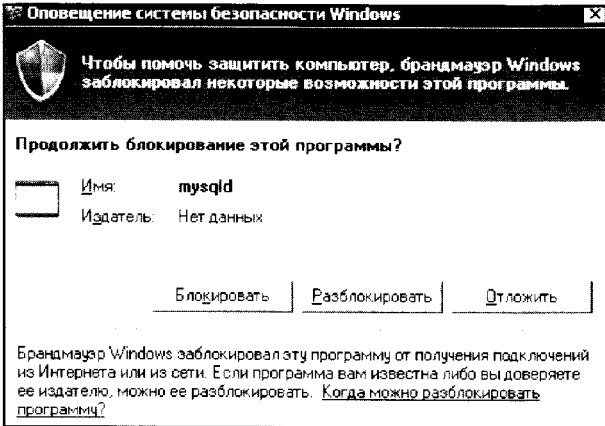 Оповещение системы безопасности Windows
Чтобы помочь защитить компьютер, брандмауэр Windows
заблокировал некоторые возможности этой программы.
Продолжить блокирование этой программы?
Имя: mysqld
Издатель: Нет данных
Блокировать Разблокировать Отложить
Брандмауэр Windows заблокировал эту программу от получения подключений
из Интернета или из сети. Если программа вам известна либо вы доверяете
ее издателю, можно ее разблокировать. Когда можно разблокировать
программу?